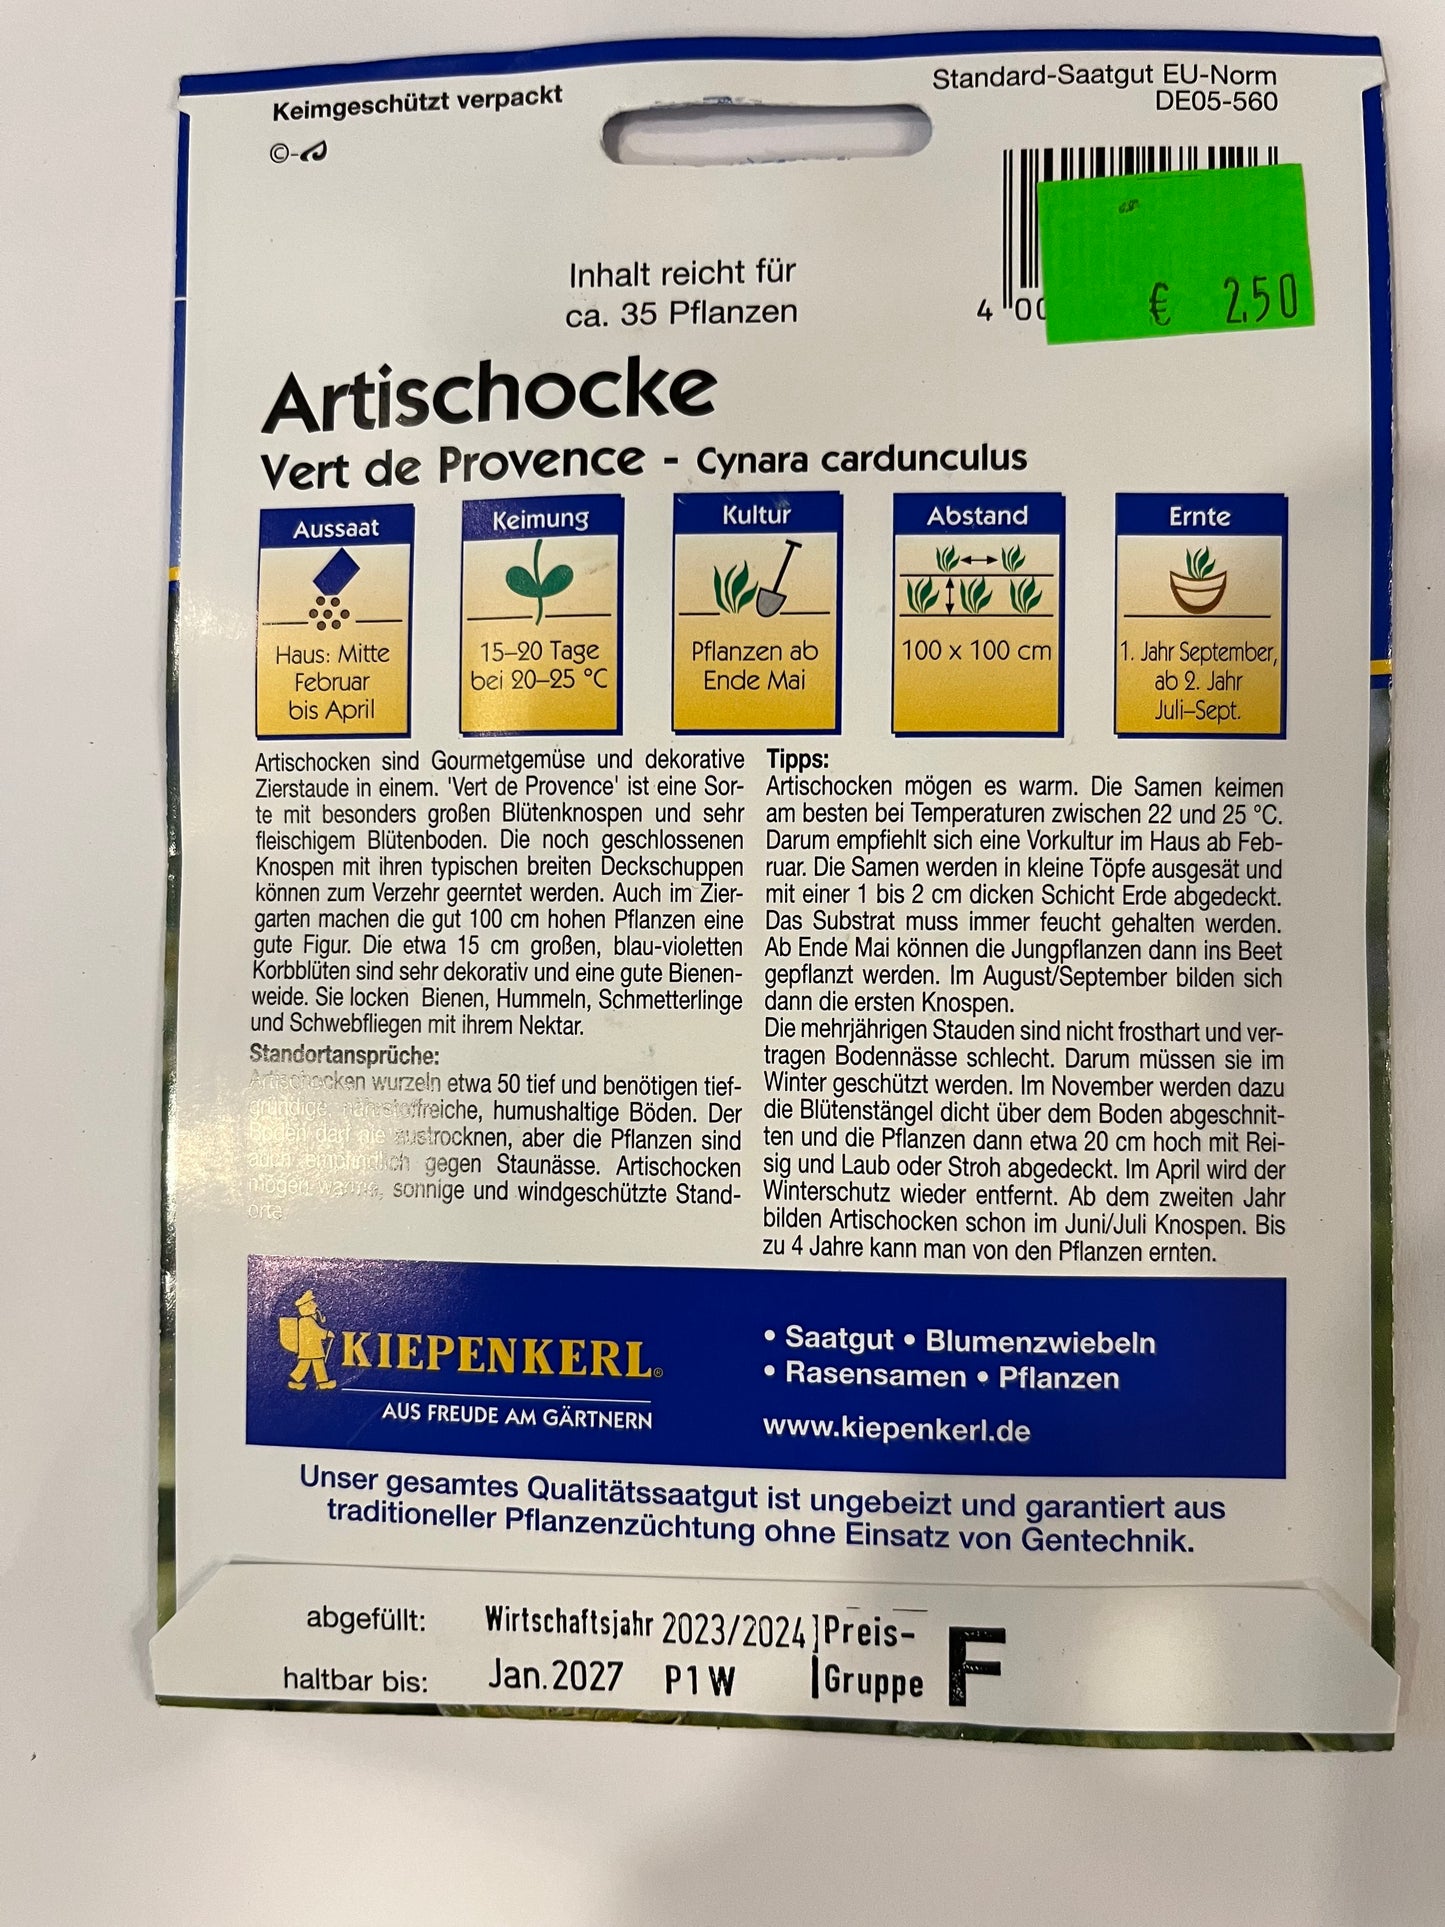 Keimgeschützt verpackt
©-
Standard-Saatgut EU-Norm
DE05-560
4 00
€ 2,50
Inhalt reicht für
ca. 35 Pflanzen
Artischocke
Vert de Provence - Cynara cardunculus
Aussaat
Haus: Mitte
Februar
bis April
Keimung
15–20 Tage
bei 20–25 °C
Kultur
Pflanzen ab
Ende Mai
Abstand
100 x 100 cm
Ernte
1. Jahr September,
ab 2. Jahr
Juli–Sept.
Artischocken sind Gourmetgemüse und dekorative
Zierstaude in einem. 'Vert de Provence' ist eine Sor-
te mit besonders großen Blütenknospen und sehr
fleischigem Blütenboden. Die noch geschlossenen
Knospen mit ihren typischen breiten Deckschuppen
können zum Verzehr geerntet werden. Auch im Zier-
garten machen die gut 100 cm hohen Pflanzen eine
gute Figur. Die etwa 15 cm großen, blau-violetten
Korbblüten sind sehr dekorativ und eine gute Bienen-
weide. Sie locken Bienen, Hummeln, Schmetterlinge
und Schwebfliegen mit ihrem Nektar.
Standortansprüche:
Artischocken wurzeln etwa 50 tief und benötigen tief-
gründige, nährstoffreiche, humushaltige Böden. Der
Boden darf nie austrocknen, aber die Pflanzen sind
auch empfindlich gegen Staunässe. Artischocken
mögen warme, sonnige und windgeschützte Stand-
orte.
Tipps:
Artischocken mögen es warm. Die Samen keimen
am besten bei Temperaturen zwischen 22 und 25 °C.
Darum empfiehlt sich eine Vorkultur im Haus ab Feb-
ruar. Die Samen werden in kleine Töpfe ausgesät und
mit einer 1 bis 2 cm dicken Schicht Erde abgedeckt.
Das Substrat muss immer feucht gehalten werden.
Ab Ende Mai können die Jungpflanzen dann ins Beet
gepflanzt werden. Im August/September bilden sich
dann die ersten Knospen.
Die mehrjährigen Stauden sind nicht frosthart und ver-
tragen Bodennässe schlecht. Darum müssen sie im
Winter geschützt werden. Im November werden dazu
die Blütenstängel dicht über dem Boden abgeschnit-
ten und die Pflanzen dann etwa 20 cm hoch mit Rei-
sig und Laub oder Stroh abgedeckt. Im April wird der
Winterschutz wieder entfernt. Ab dem zweiten Jahr
bilden Artischocken schon im Juni/Juli Knospen. Bis
zu 4 Jahre kann man von den Pflanzen ernten.
KIEPENKERL®
AUS FREUDE AM GÄRTNERN
• Saatgut • Blumenzwiebeln
• Rasensamen • Pflanzen
www.kiepenkerl.de
Unser gesamtes Qualitätssaatgut ist ungebeizt und garantiert aus
traditioneller Pflanzenzüchtung ohne Einsatz von Gentechnik.
abgefüllt: Wirtschaftsjahr 2023/2024 Preis-
haltbar bis: Jan.2027 P1W Gruppe F